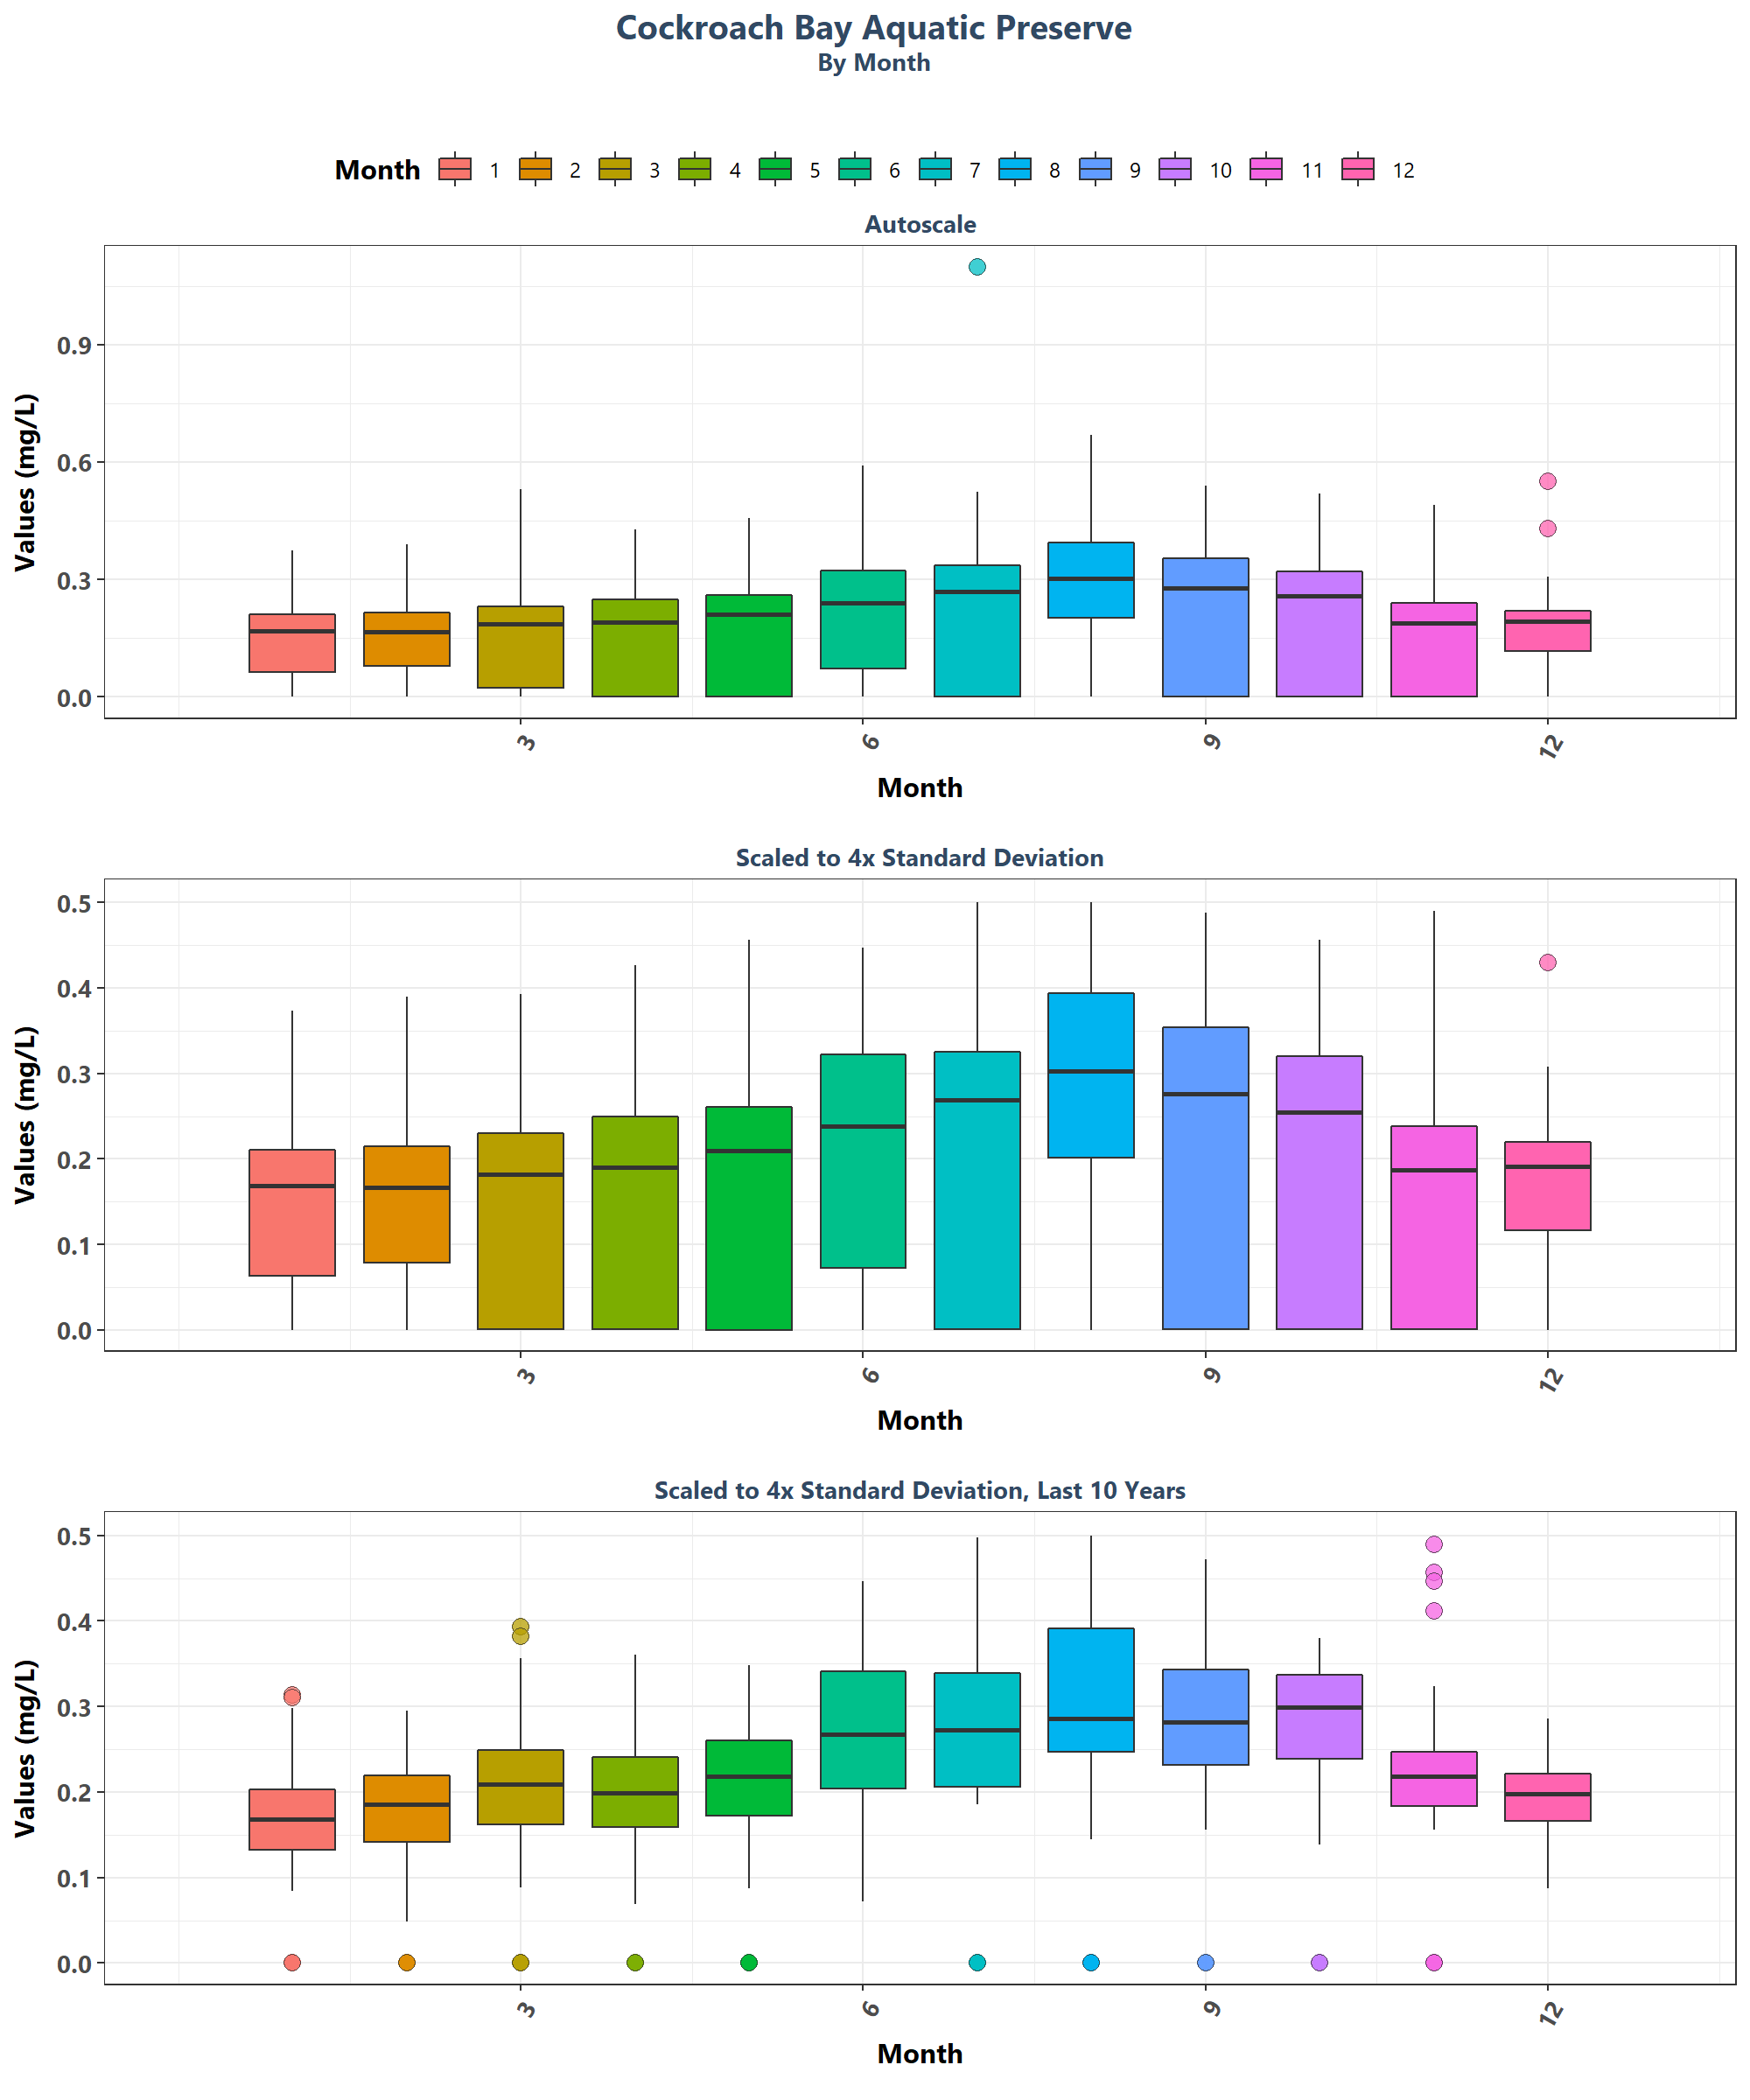 Cockroach Bay Aquatic Preserve
By Month
Month 1 2 3 4 5 6 7 8 9 10 11 12
Autoscale
Values (mg/L)
0.9
0.6
0.3
0.0
3 6 9 12
Month
Scaled to 4x Standard Deviation
Values (mg/L)
0.5
0.4
0.3
0.2
0.1
0.0
3 6 9 12
Month
Scaled to 4x Standard Deviation, Last 10 Years
Values (mg/L)
0.5
0.4
0.3
0.2
0.1
0.0
3 6 9 12
Month